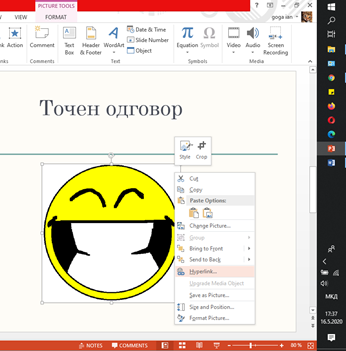 PICTURE TOOLS
FORMAT
goga ian
Action
Comment
Text Box
Header & Footer
WordArt
Date & Time
Slide Number
Object
Equation
Symbol
Video
Audio
Screen Recording
Comments
Text
Symbols
Media
Точен одговор
Style
Crop
Cut
Copy
Paste Options:
Change Picture...
Group
Bring to Front
Send to Back
Hyperlink...
Upgrade Media Object
Save as Picture...
Size and Position...
Format Picture...
МКД
17:37
16.5.2020
NOTES
COMMENTS
80 %